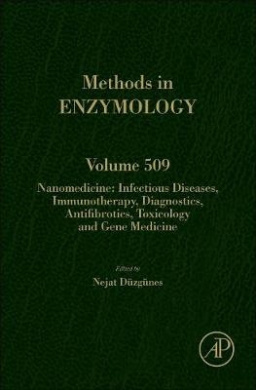 Methods in
ENZYMOLOGY
Volume 509
Nanomedicine: Infectious Diseases,
Immunotherapy, Diagnostics,
Antifibrotics, Toxicology
and Gene Medicine
Edited by
Nejat Düzgünes
AP